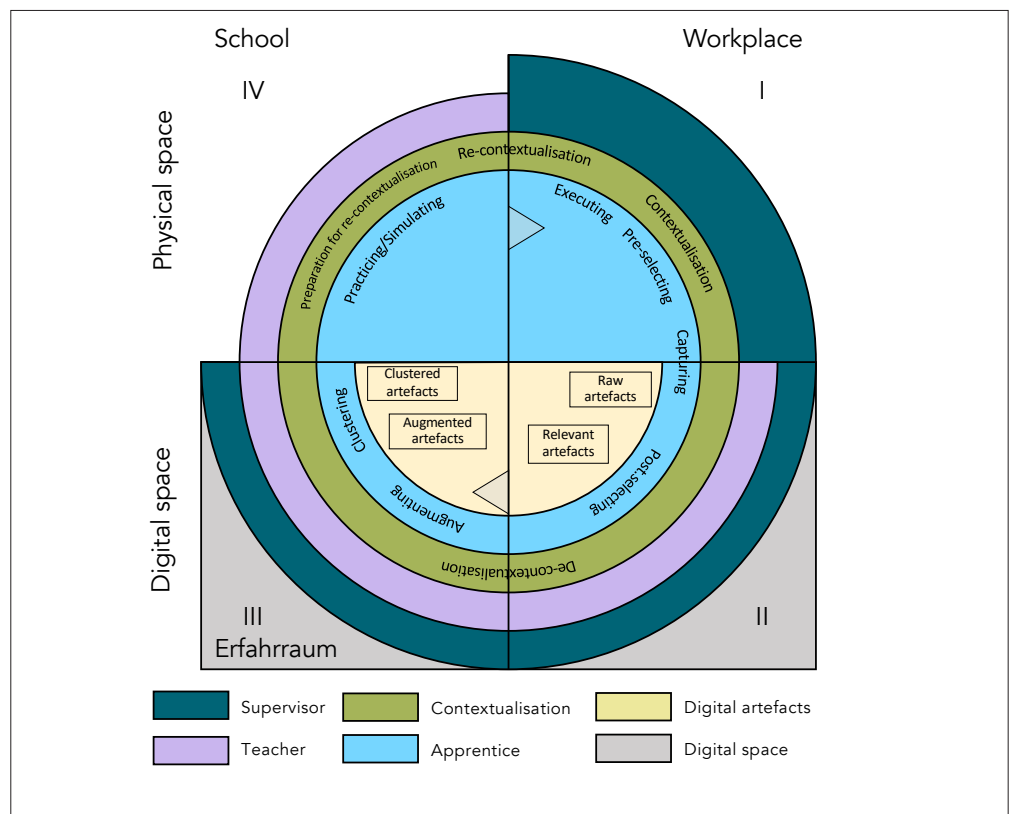 School
Workplace
IV
I
Physical space
Digital space
Re-contextualisation
Preparation for re-contextualisation
Contextualisation
Practicing/Simulating
Executing
Pre-selecting
Capturing
Clustered
artefacts
Raw
artefacts
Augmented
artefacts
Relevant
artefacts
Clustering
Augmenting
Post.selecting
De-contextualisation
III
II
Erfahrraum
Supervisor
Contextualisation
Digital artefacts
Teacher
Apprentice
Digital space